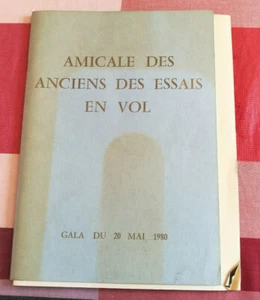 AMICALE DES
ANCIENS DES ESSAIS
EN VOL
GALA DU 20 MAI 1980